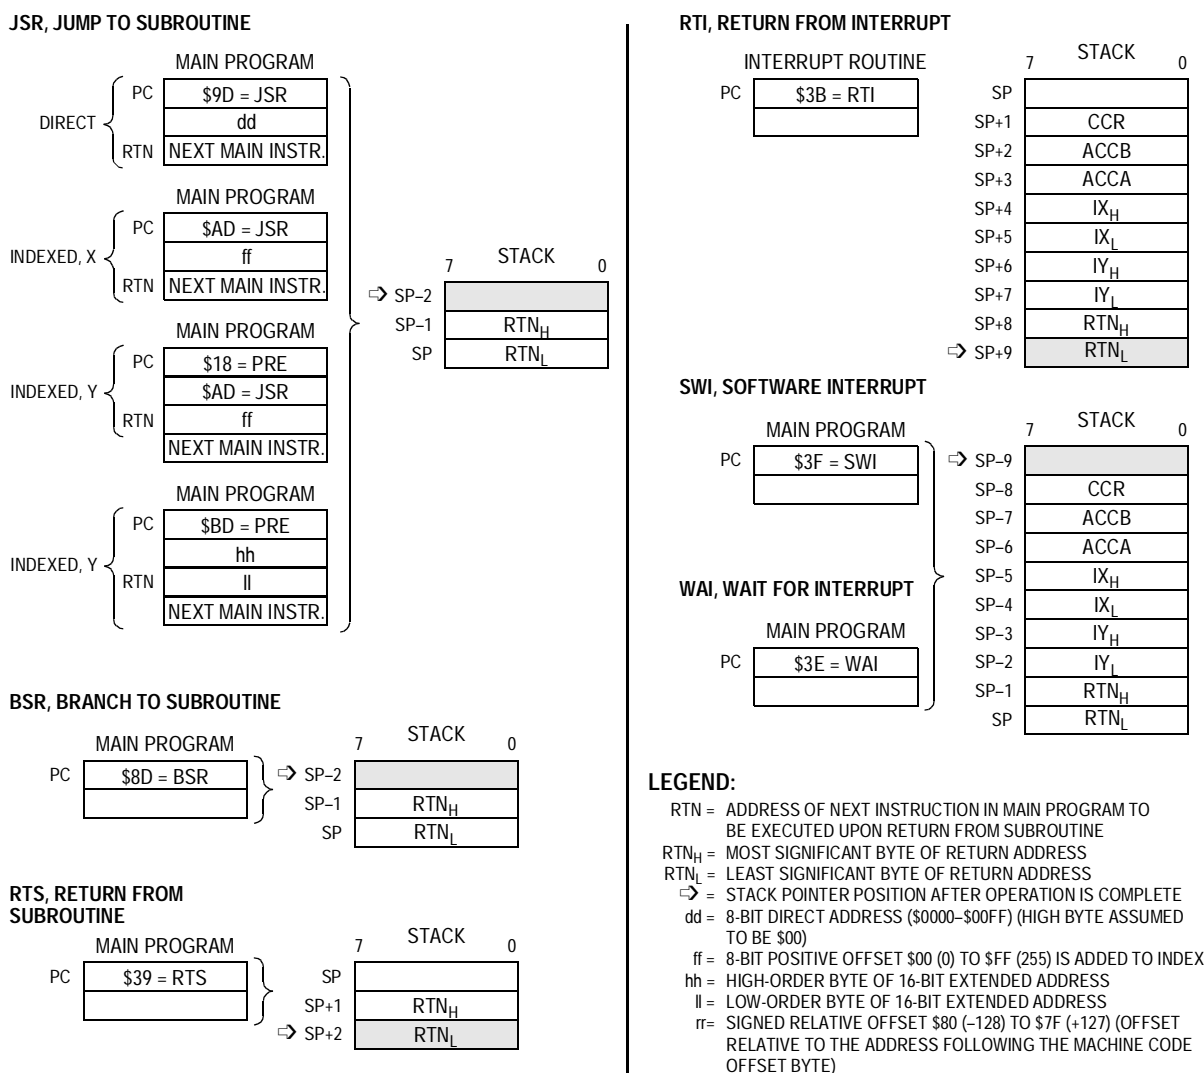 JSR, JUMP TO SUBROUTINE
MAIN PROGRAM
DIRECT
PC $9D = JSR
dd
RTN NEXT MAIN INSTR.
MAIN PROGRAM
INDEXED, X
PC $AD = JSR
ff
RTN NEXT MAIN INSTR.
MAIN PROGRAM
INDEXED, Y
PC $18 = PRE
$AD = JSR
RTN ff
NEXT MAIN INSTR.
MAIN PROGRAM
INDEXED, Y
PC $BD = PRE
hh
RTN ll
NEXT MAIN INSTR.
7 STACK 0
➩ SP–2
SP–1 RTNH
SP RTNL
BSR, BRANCH TO SUBROUTINE
MAIN PROGRAM
PC $8D = BSR
7 STACK 0
➩ SP–2
SP–1 RTNH
SP RTNL
RTS, RETURN FROM
SUBROUTINE
MAIN PROGRAM
PC $39 = RTS
7 STACK 0
SP
SP+1 RTNH
➩ SP+2 RTNL
RTI, RETURN FROM INTERRUPT
INTERRUPT ROUTINE
PC $3B = RTI
7 STACK 0
SP
SP+1 CCR
SP+2 ACCB
SP+3 ACCA
SP+4 IXH
SP+5 IXL
SP+6 IYH
SP+7 IYL
SP+8 RTNH
➩ SP+9 RTNL
SWI, SOFTWARE INTERRUPT
MAIN PROGRAM
PC $3F = SWI
WAI, WAIT FOR INTERRUPT
MAIN PROGRAM
PC $3E = WAI
7 STACK 0
➩ SP–9
SP–8 CCR
SP–7 ACCB
SP–6 ACCA
SP–5 IXH
SP–4 IXL
SP–3 IYH
SP–2 IYL
SP–1 RTNH
SP RTNL
LEGEND:
RTN = ADDRESS OF NEXT INSTRUCTION IN MAIN PROGRAM TO
BE EXECUTED UPON RETURN FROM SUBROUTINE
RTNH = MOST SIGNIFICANT BYTE OF RETURN ADDRESS
RTNL = LEAST SIGNIFICANT BYTE OF RETURN ADDRESS
➩ = STACK POINTER POSITION AFTER OPERATION IS COMPLETE
dd = 8-BIT DIRECT ADDRESS ($0000–$00FF) (HIGH BYTE ASSUMED
TO BE $00)
ff = 8-BIT POSITIVE OFFSET $00 (0) TO $FF (255) IS ADDED TO INDEX
hh = HIGH-ORDER BYTE OF 16-BIT EXTENDED ADDRESS
ll = LOW-ORDER BYTE OF 16-BIT EXTENDED ADDRESS
rr= SIGNED RELATIVE OFFSET $80 (–128) TO $7F (+127) (OFFSET
RELATIVE TO THE ADDRESS FOLLOWING THE MACHINE CODE
OFFSET BYTE)